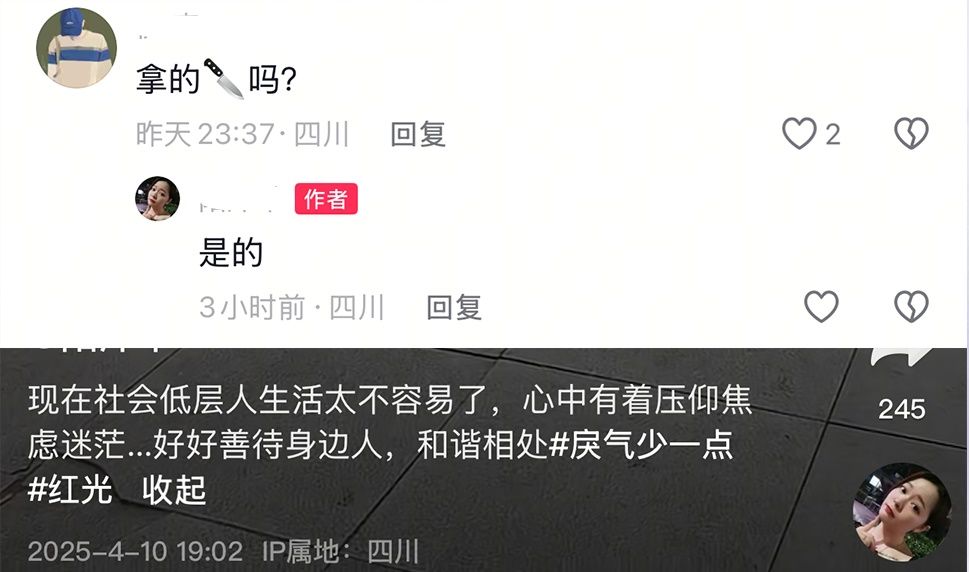 拿的🔪吗？
昨天 23:37 · 四川 回复
2
作者
是的
3小时前 · 四川 回复
现在社会低层人生活太不容易了，心中有着压仰焦
虑迷茫...好好善待身边人，和谐相处#戾气少一点
#红光 收起
245
2025-4-10 19:02 IP属地：四川